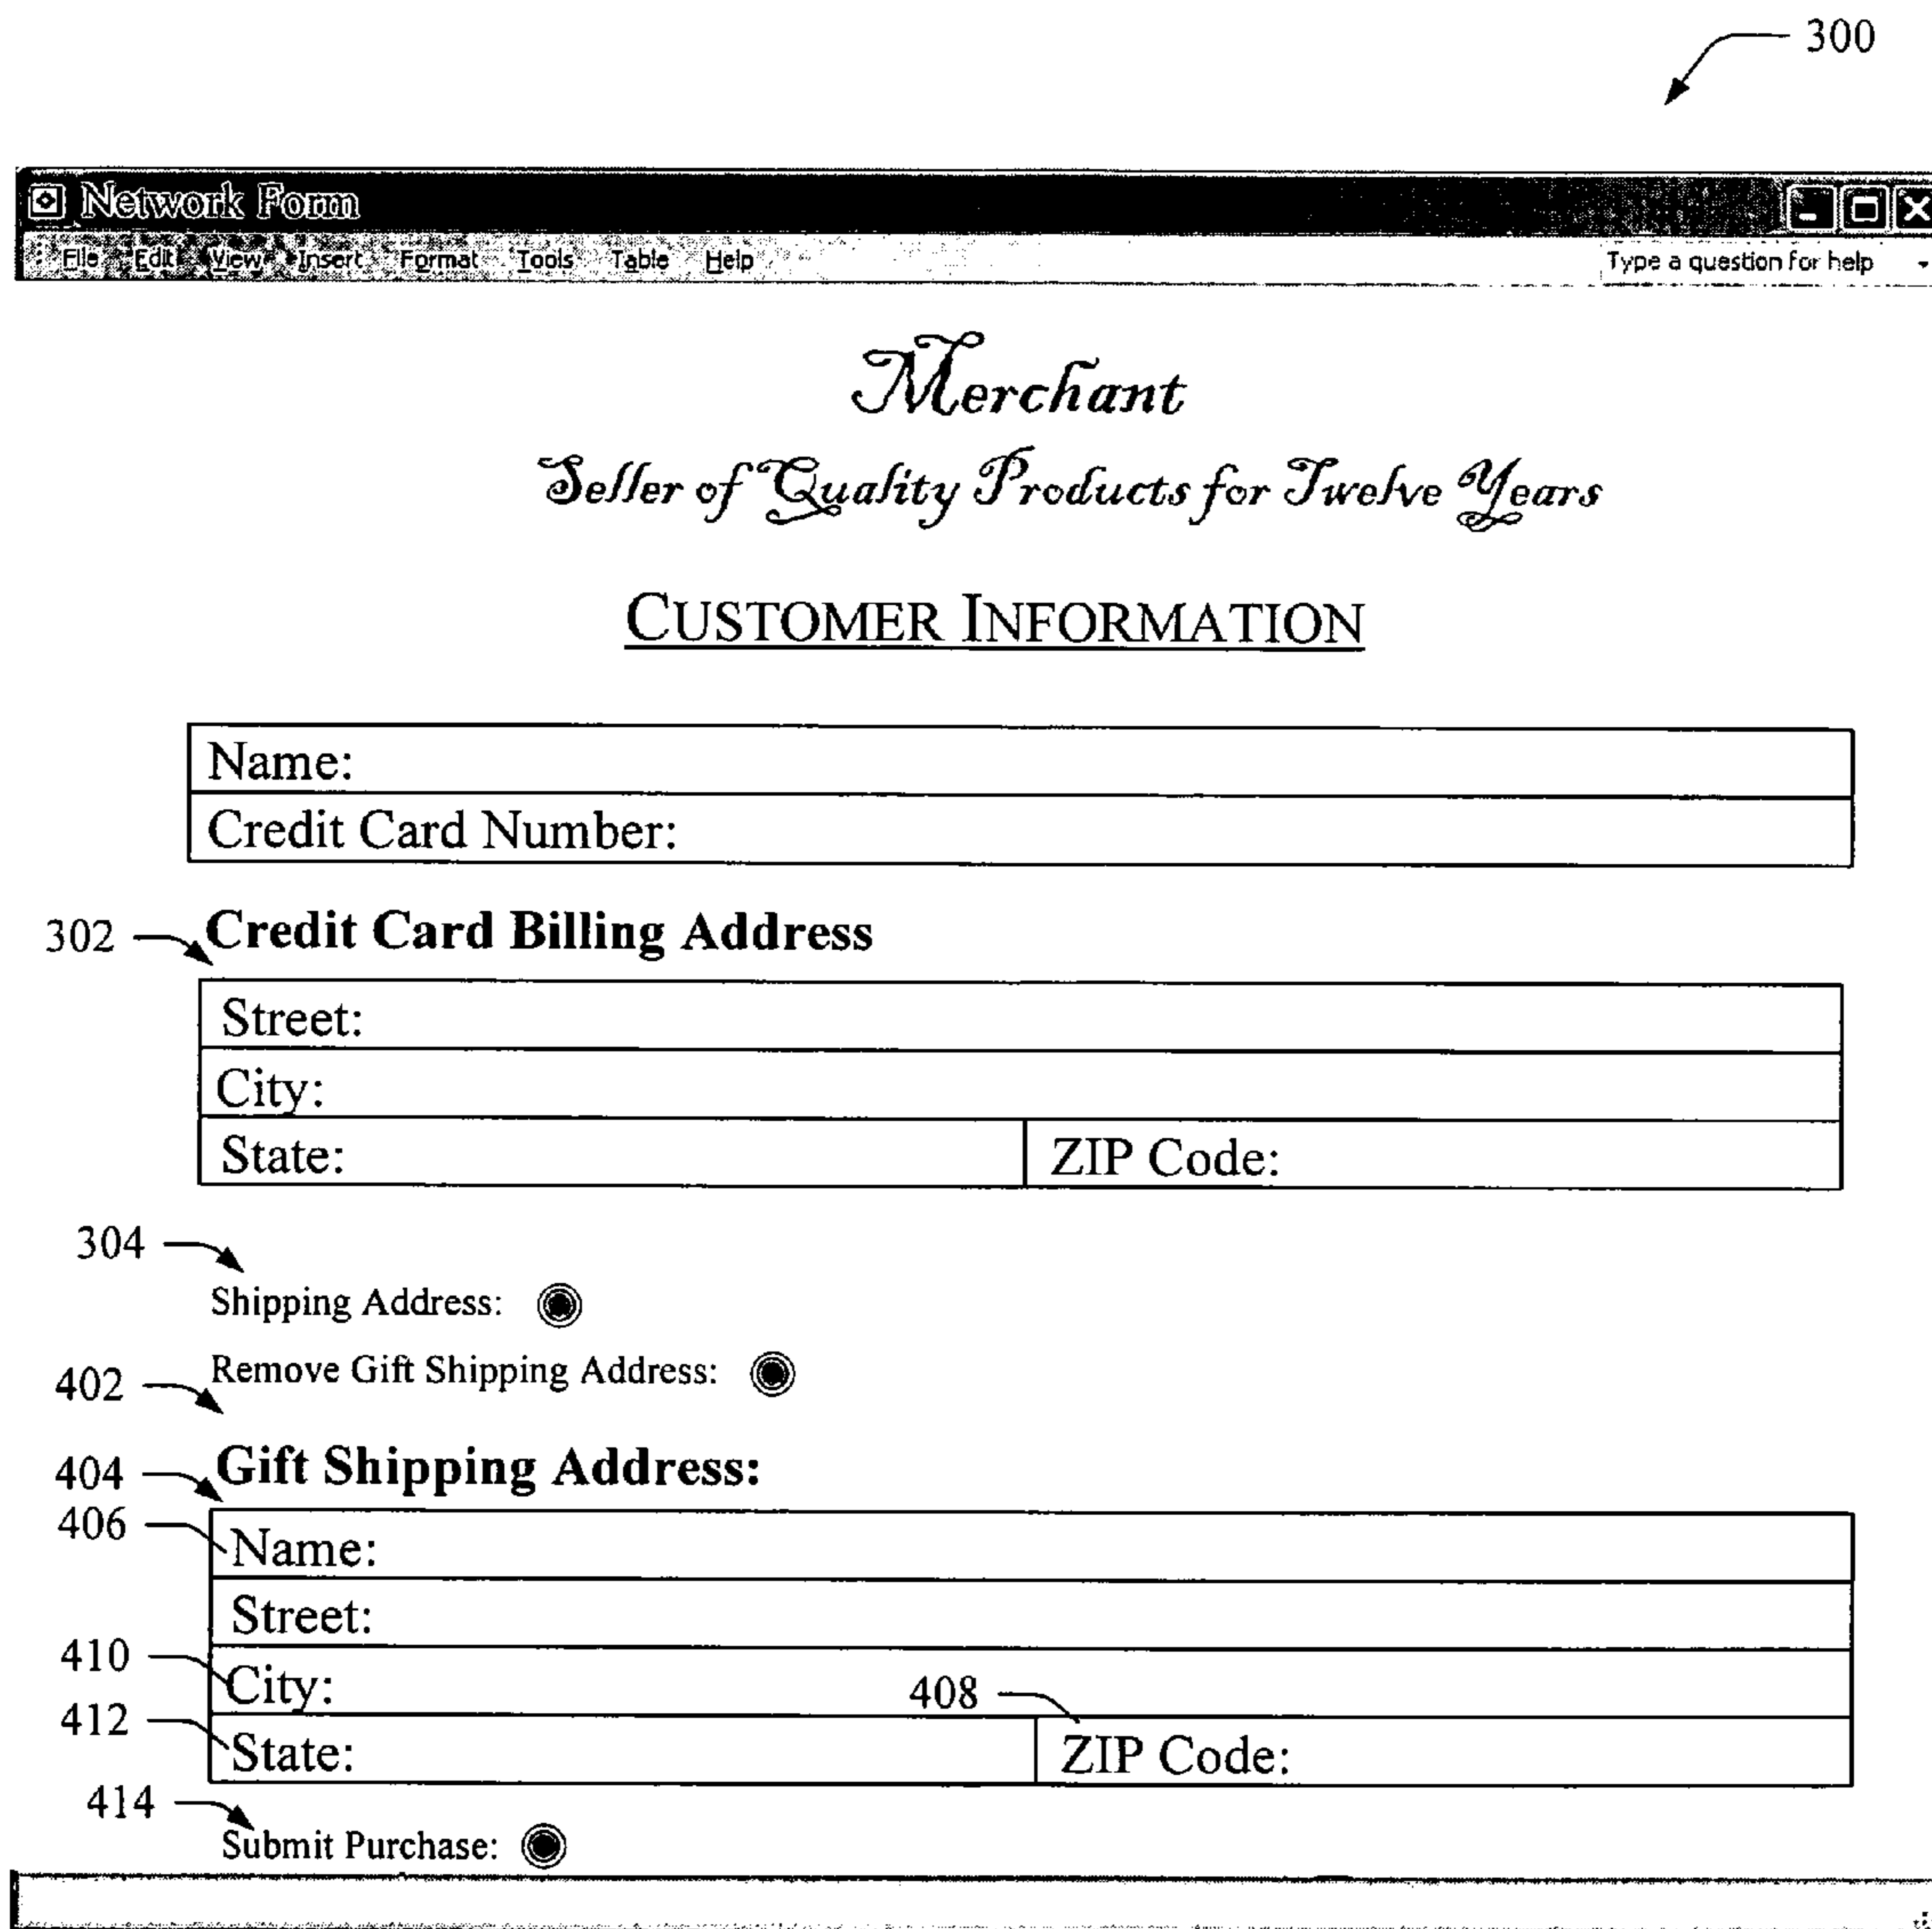 300
Network Form
File Edit View Insert Format Tools Table Help Type a question for help
Merchant
Seller of Quality Products for Twelve Years
CUSTOMER INFORMATION
Name:
Credit Card Number:
302 Credit Card Billing Address
Street:
City:
State: ZIP Code:
304
Shipping Address:
Remove Gift Shipping Address:
402
Gift Shipping Address:
404
406 Name:
Street:
410 City:
408
412 State: ZIP Code:
414
Submit Purchase: